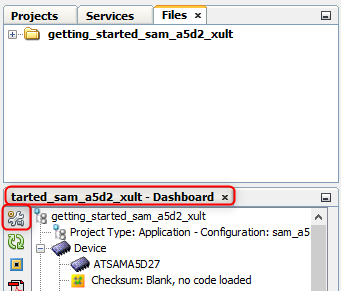 Projects Services Files ×
getting_started_sam_a5d2_xult
tarted_sam_a5d2_xult - Dashboard ×
getting_started_sam_a5d2_xult
Project Type: Application - Configuration: sam_a5
Device
ATSAMA5D27
Checksum: Blank, no code loaded